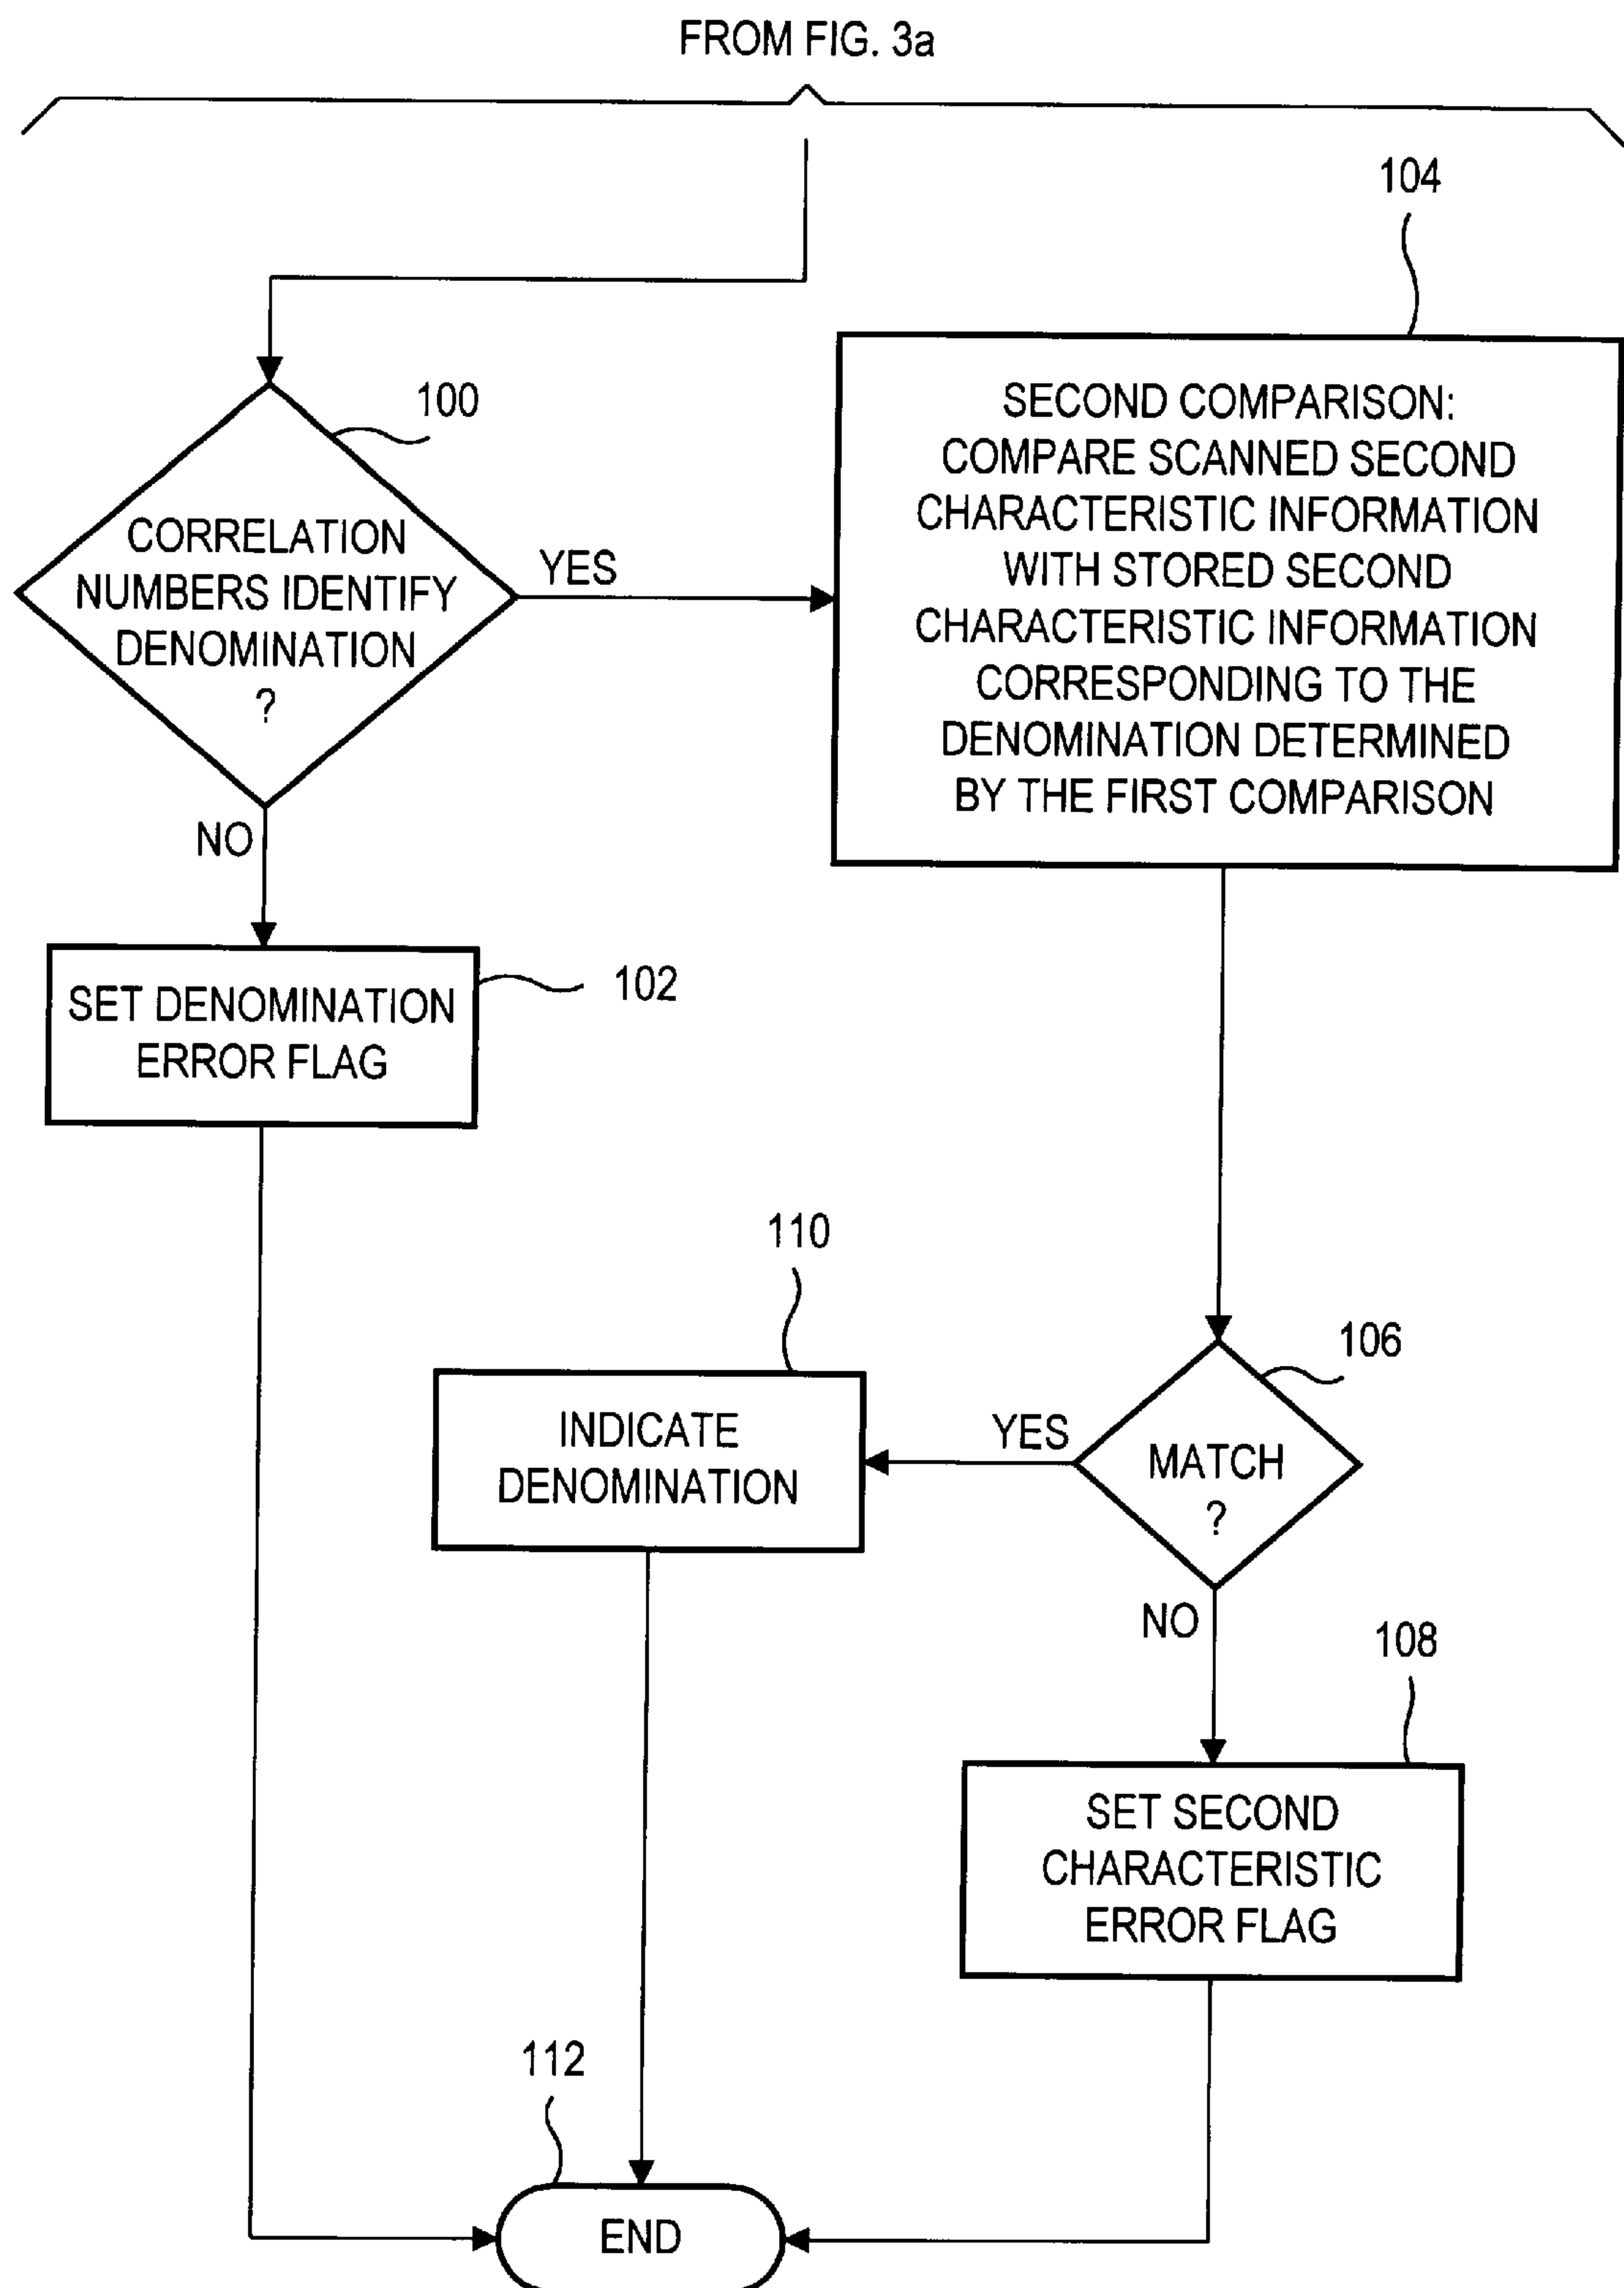 FROM FIG. 3a
104
100
CORRELATION
NUMBERS IDENTIFY
DENOMINATION
?
YES
NO
SECOND COMPARISON:
COMPARE SCANNED SECOND
CHARACTERISTIC INFORMATION
WITH STORED SECOND
CHARACTERISTIC INFORMATION
CORRESPONDING TO THE
DENOMINATION DETERMINED
BY THE FIRST COMPARISON
102
SET DENOMINATION
ERROR FLAG
110
INDICATE
DENOMINATION
106
YES
MATCH
?
NO
108
SET SECOND
CHARACTERISTIC
ERROR FLAG
112
END